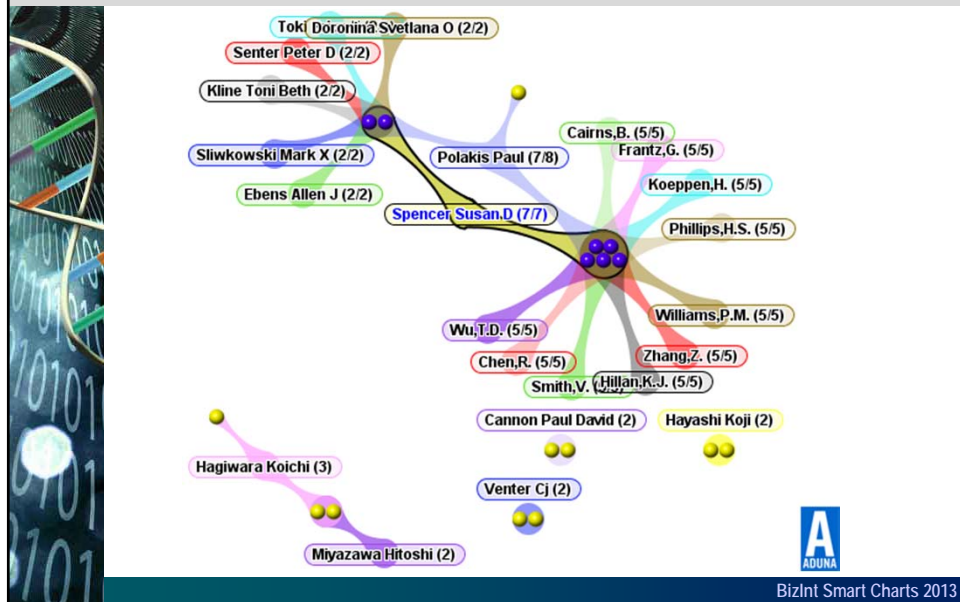 Doronina Svetlana O (2/2)
Senter Peter D (2/2)
Kline Toni Beth (2/2)
Sliwkowski Mark X (2/2)
Ebens Allen J (2/2)
Polakis Paul (7/8)
Spencer Susan,D (7/7)
Cairns,B. (5/5)
Frantz,G. (5/5)
Koeppen,H. (5/5)
Phillips,H.S. (5/5)
Williams,P.M. (5/5)
Wu,T.D. (5/5)
Chen,R. (5/5)
Zhang,Z. (5/5)
Smith,V.
Hillan,K.J. (5/5)
Cannon Paul David (2)
Hayashi Koji (2)
Hagiwara Koichi (3)
Venter Cj (2)
Miyazawa Hitoshi (2)
A
ADUNA
BizInt Smart Charts 2013